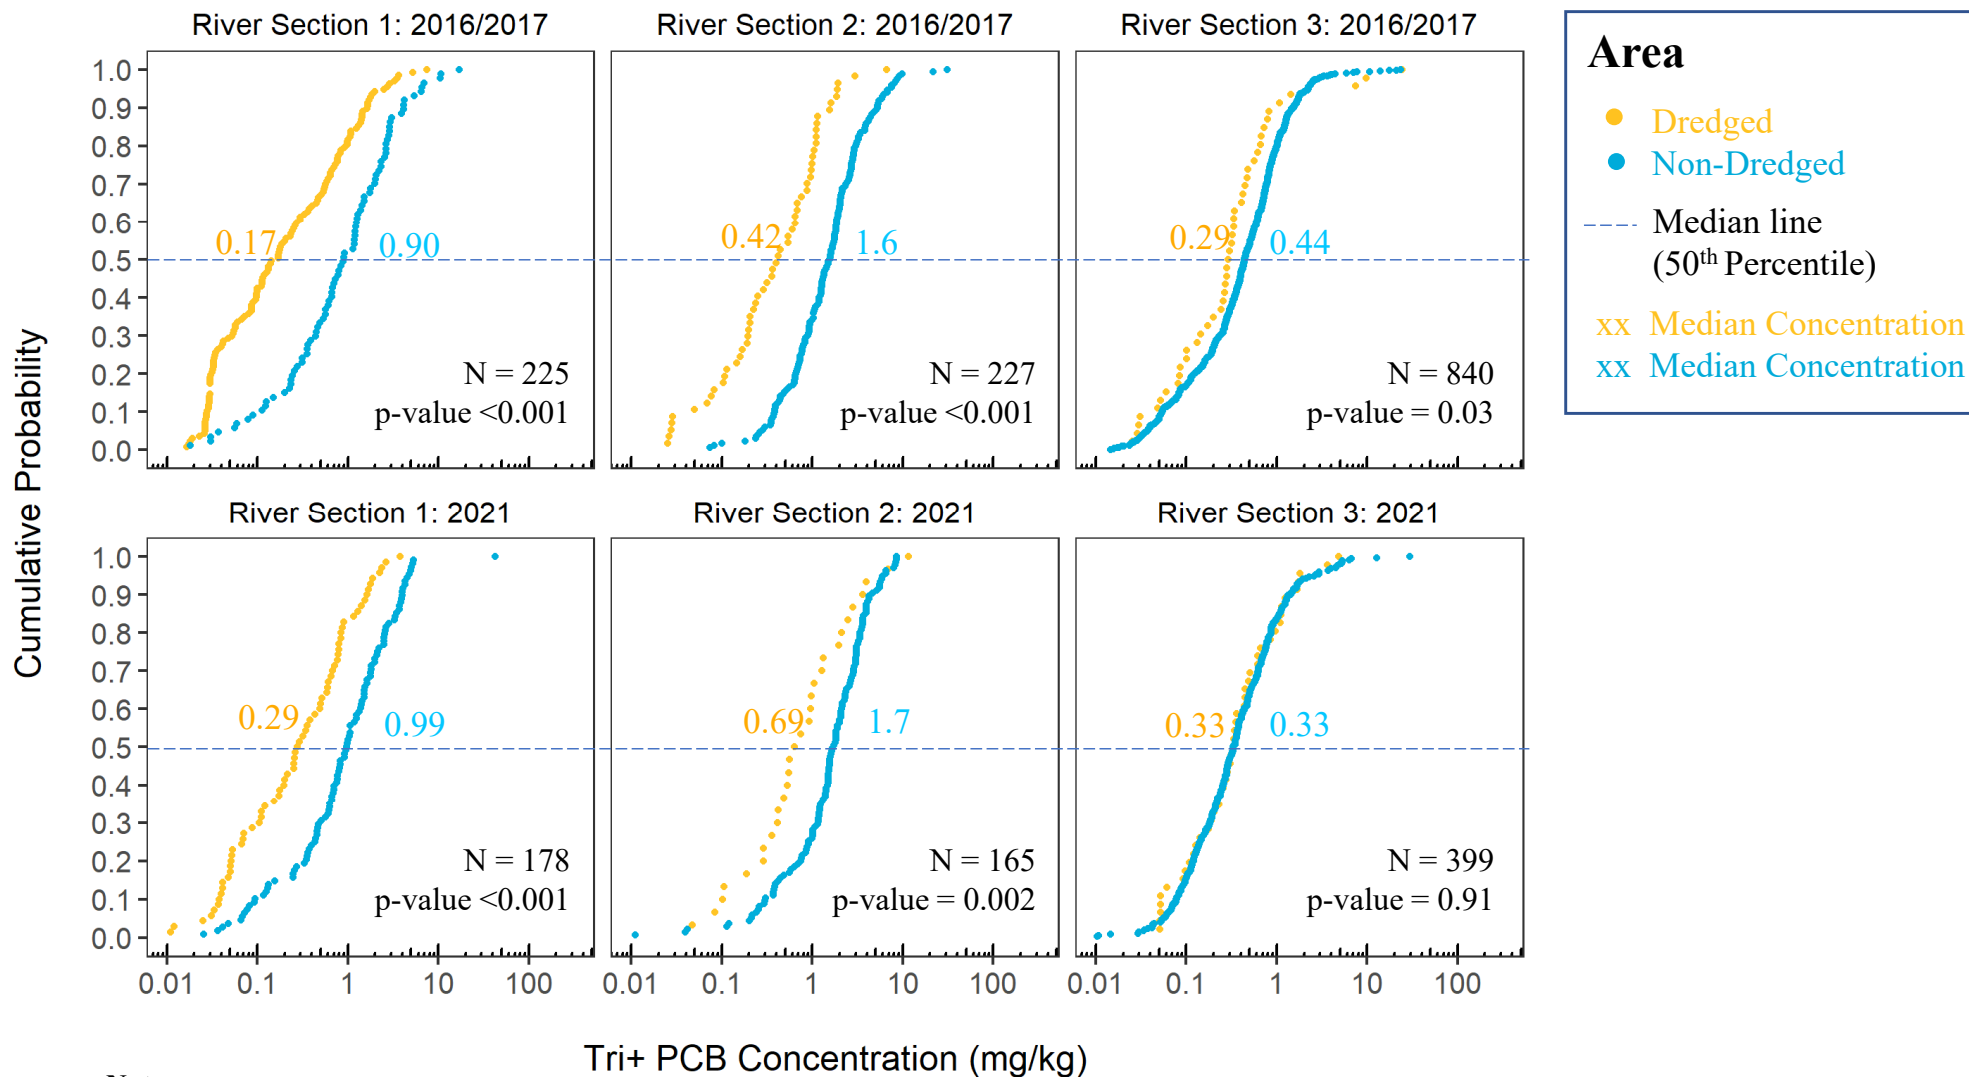 River Section 1: 2016/2017
River Section 2: 2016/2017
River Section 3: 2016/2017
Cumulative Probability
1.0
0.9
0.8
0.7
0.6
0.5
0.4
0.3
0.2
0.1
0.0
0.17
0.90
N = 225
p-value <0.001
0.42
1.6
N = 227
p-value <0.001
0.29
0.44
N = 840
p-value = 0.03
Area
Dredged
Non-Dredged
Median line
(50th Percentile)
xx Median Concentration
xx Median Concentration
River Section 1: 2021
River Section 2: 2021
River Section 3: 2021
1.0
0.9
0.8
0.7
0.6
0.5
0.4
0.3
0.2
0.1
0.0
0.29
0.99
N = 178
p-value <0.001
0.69
1.7
N = 165
p-value = 0.002
0.33
0.33
N = 399
p-value = 0.91
0.01 0.1 1 10 100
0.01 0.1 1 10 100
0.01 0.1 1 10 100
Tri+ PCB Concentration (mg/kg)